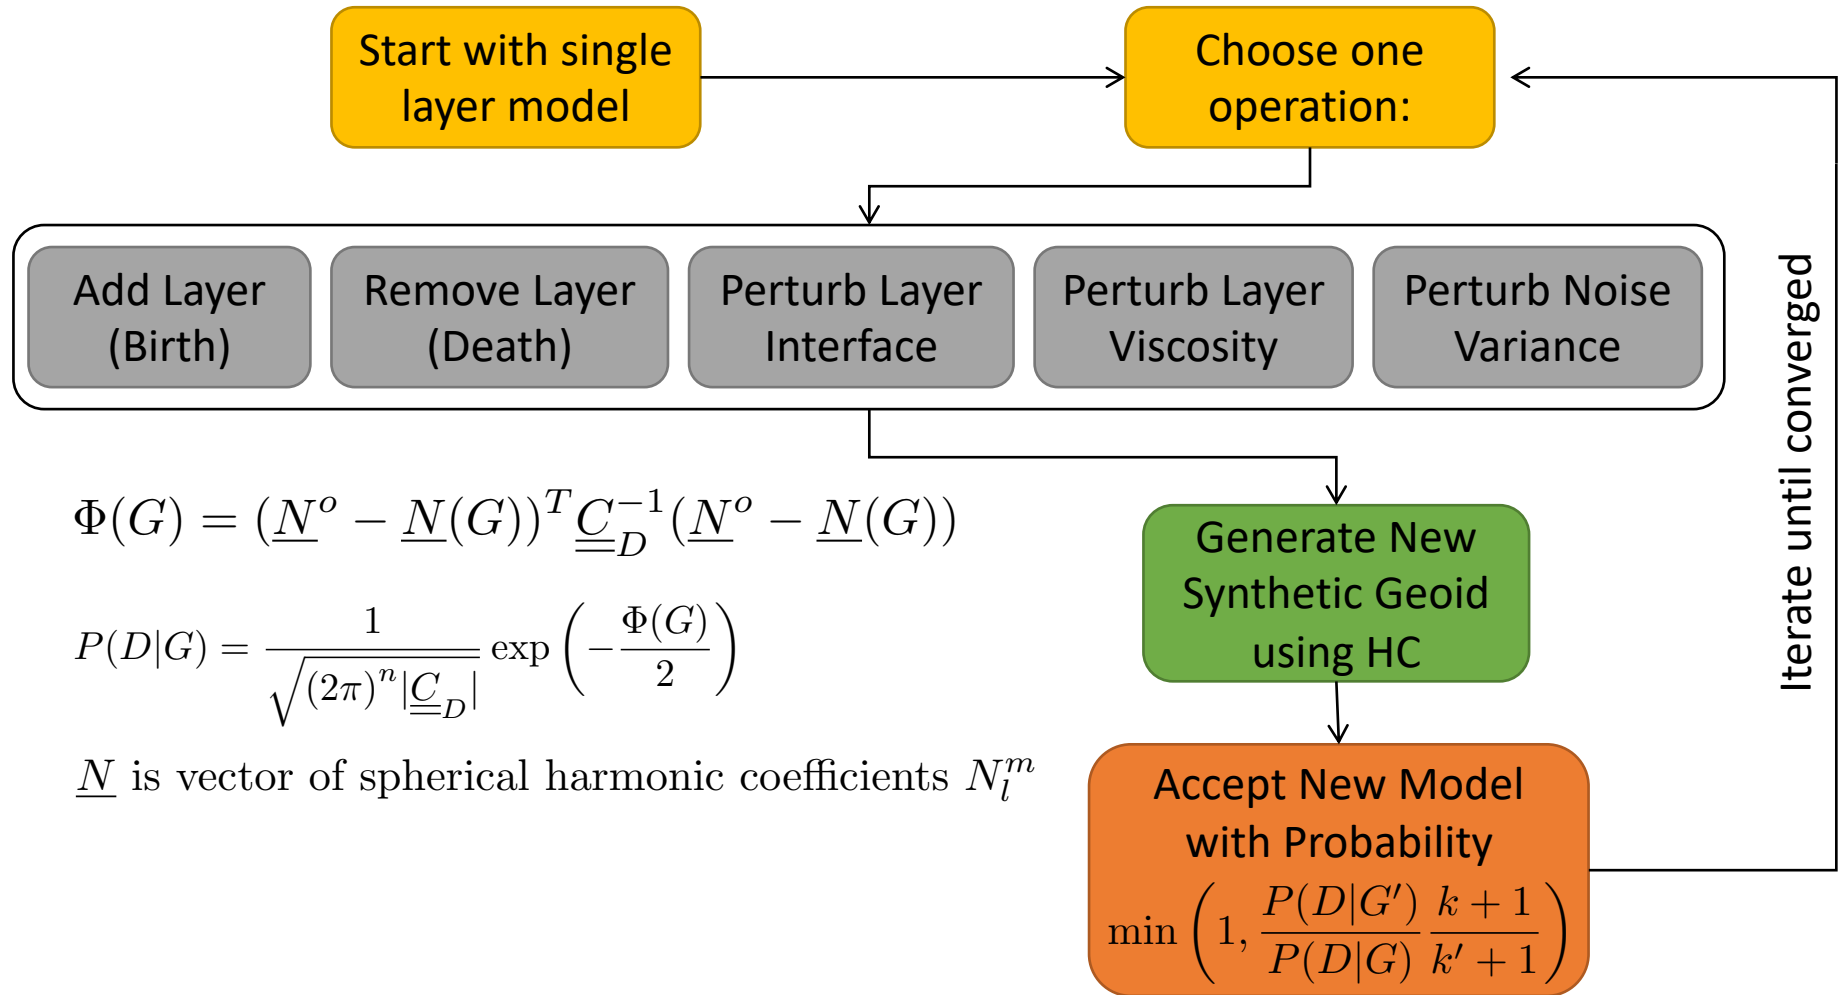 Start with single
layer model
Choose one
operation:
Add Layer
(Birth)
Remove Layer
(Death)
Perturb Layer
Interface
Perturb Layer
Viscosity
Perturb Noise
Variance
Iterate until converged
Φ(G) = (N^o − N(G))^T C_D^{−1} (N^o − N(G))
P(D|G) = 1 / √((2π)^n |C_D|) exp(−Φ(G)/2)
N is vector of spherical harmonic coefficients N_l^m
Generate New
Synthetic Geoid
using HC
Accept New Model
with Probability
min(1, P(D|G′)/P(D|G) (k + 1)/(k′ + 1))